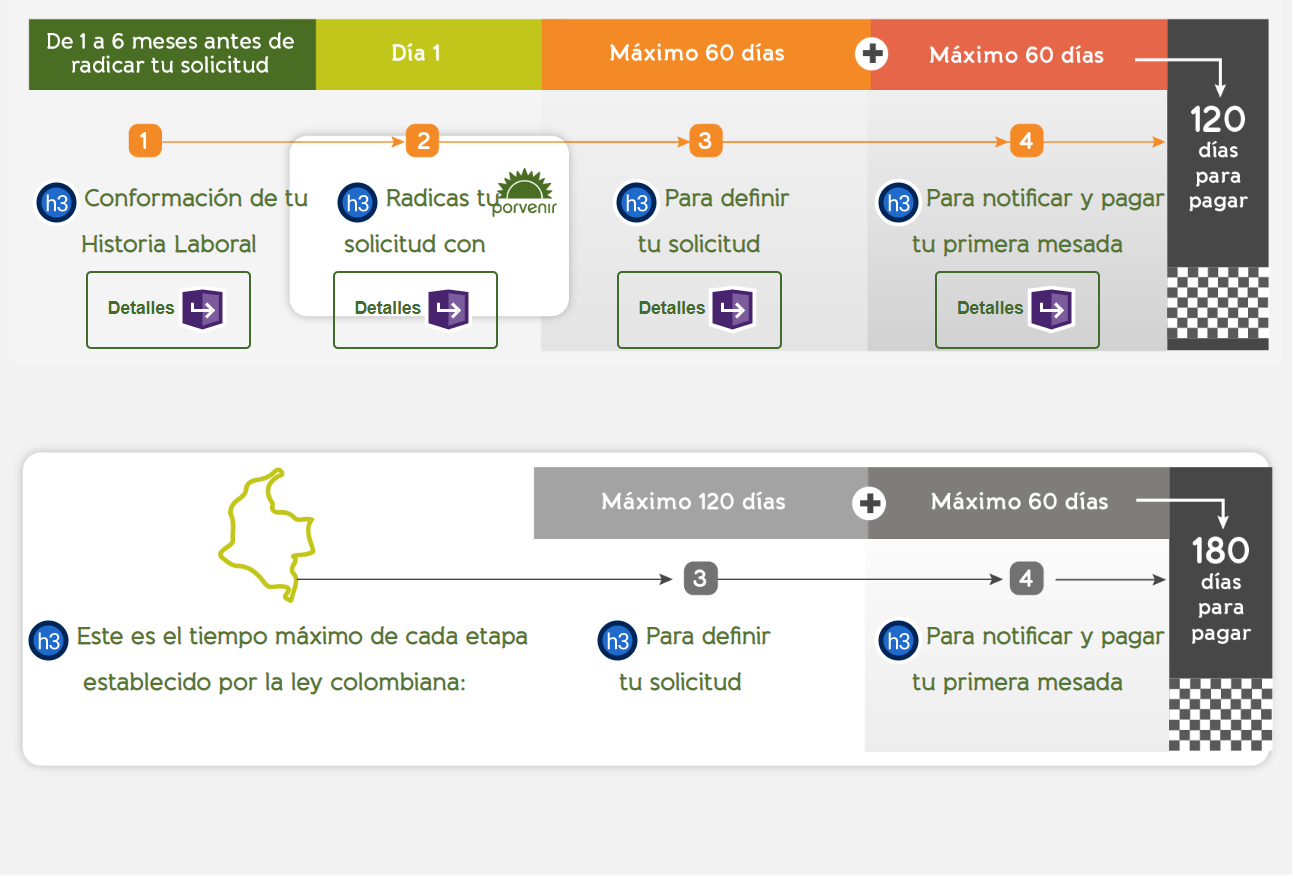 De 1 a 6 meses antes de
radicar tu solicitud
Día 1
Máximo 60 días
Máximo 60 días
120
días
para
pagar
1
2
3
4
h3 Conformación de tu
Historia Laboral
h3 Radicas tu
porvenir
solicitud con
h3 Para definir
tu solicitud
h3 Para notificar y pagar
tu primera mesada
Detalles
Detalles
Detalles
Detalles
Máximo 120 días
Máximo 60 días
180
días
para
pagar
3
4
h3 Este es el tiempo máximo de cada etapa
establecido por la ley colombiana:
h3 Para definir
tu solicitud
h3 Para notificar y pagar
tu primera mesada